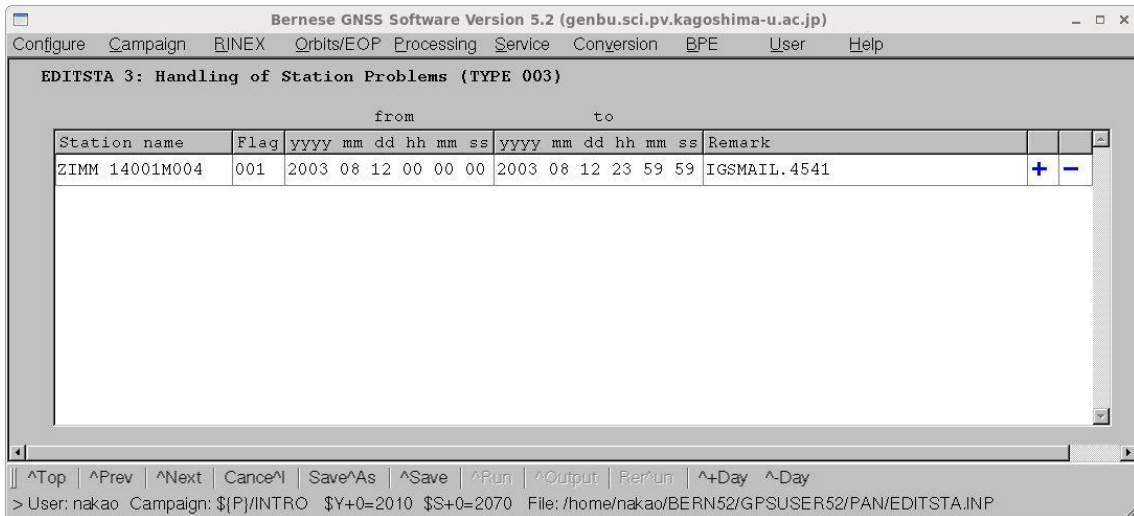 Bernese GNSS Software Version 5.2 (genbu.sci.pv.kagoshima-u.ac.jp)
Configure Campaign RINEX Orbits/EOP Processing Service Conversion BPE User Help
EDITSTA 3: Handling of Station Problems (TYPE 003)
from to
Station name Flag yyyy mm dd hh mm ss yyyy mm dd hh mm ss Remark
ZIMM 14001M004 001 2003 08 12 00 00 00 2003 08 12 23 59 59 IGSMAIL.4541 + −
^Top | ^Prev | ^Next | Cance^l | Save^As | ^Save | ^Run | ^Output | Rer^un | ^+Day ^-Day
> User: nakao Campaign: ${P}/INTRO $Y+0=2010 $S+0=2070 File: /home/nakao/BERN52/GPSUSER52/PAN/EDITSTA.INP